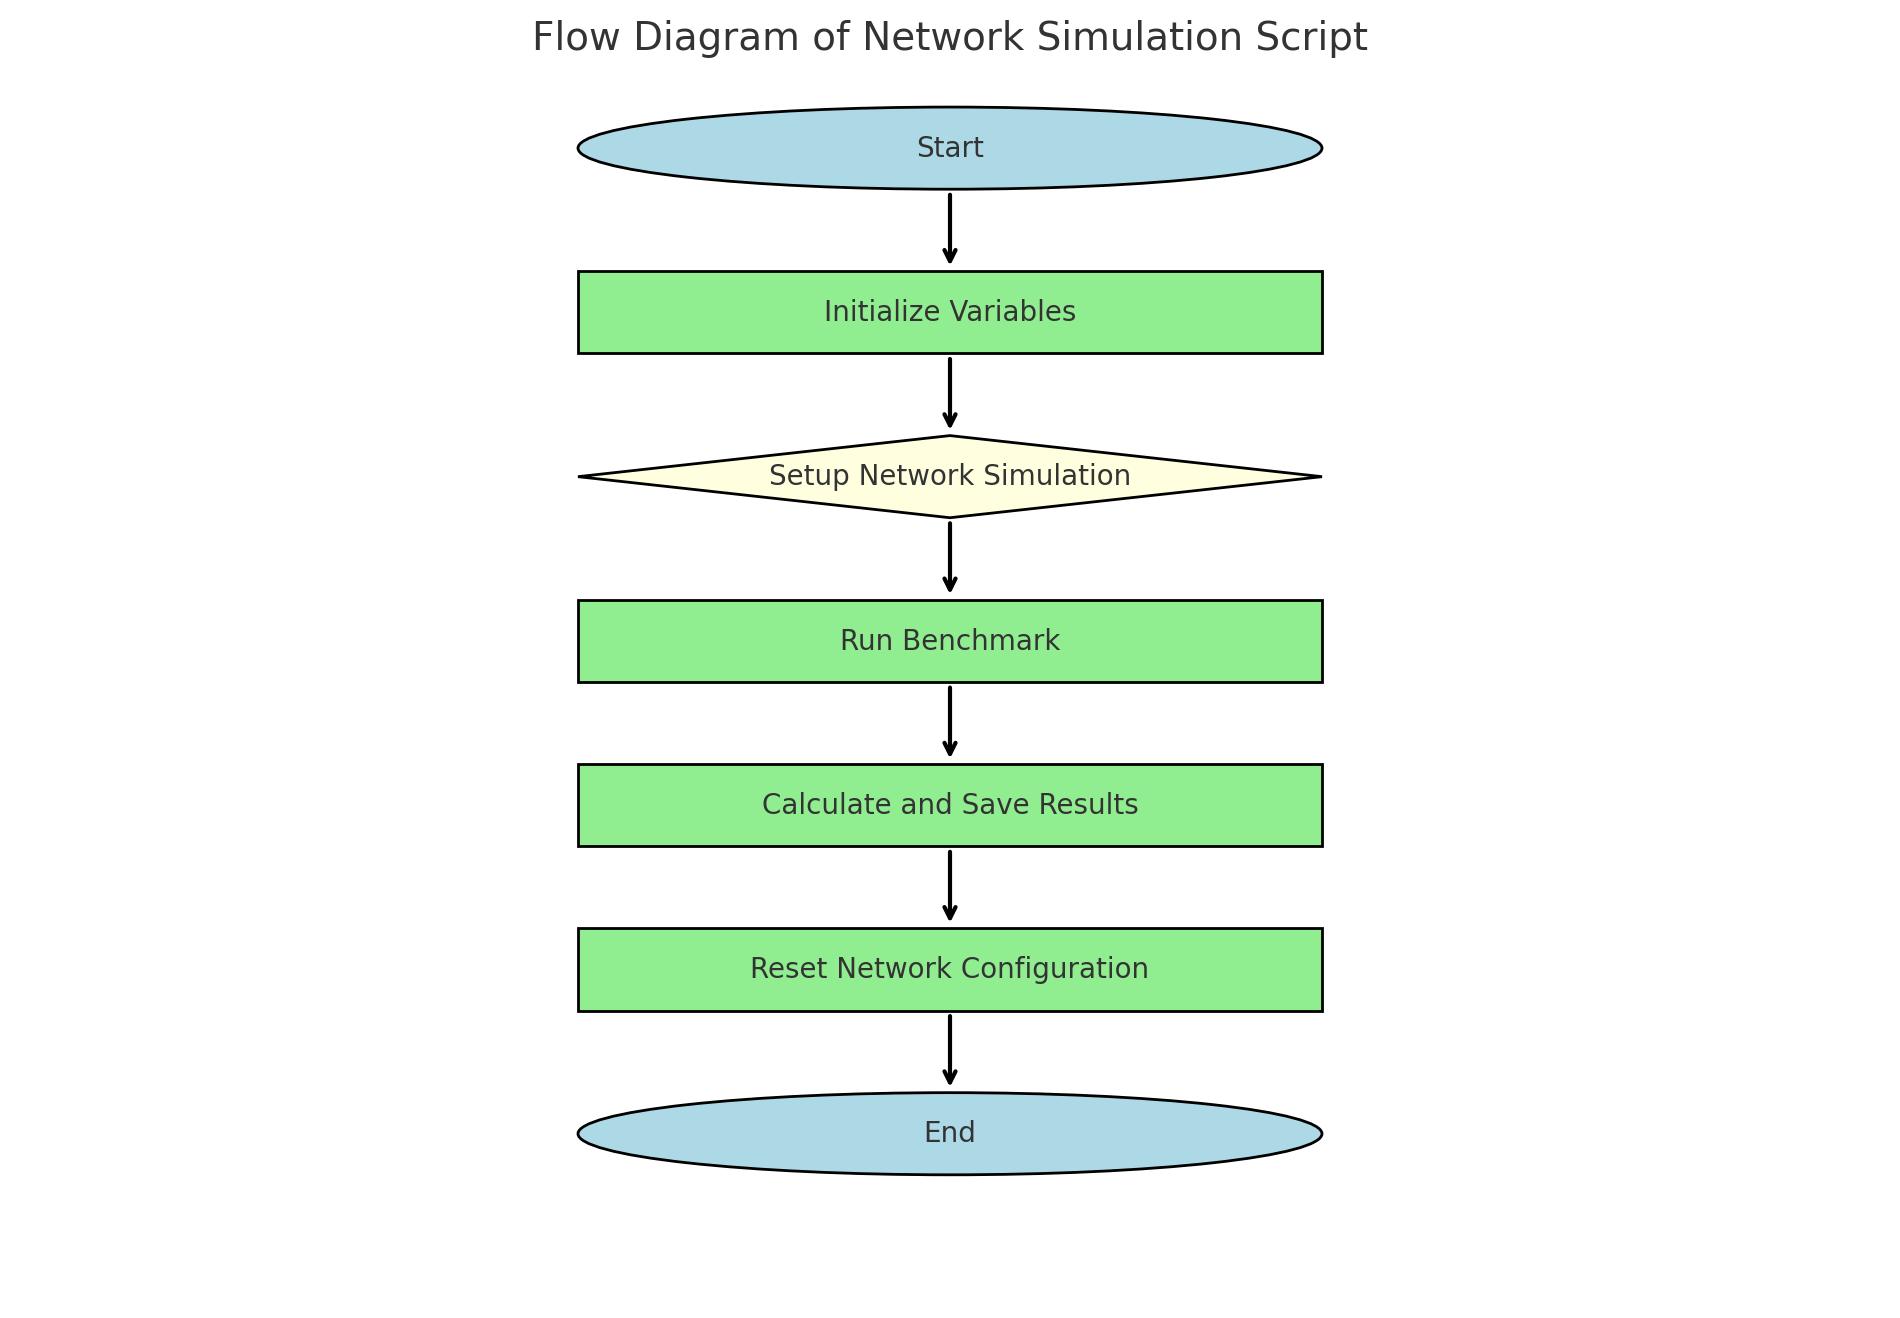 Flow Diagram of Network Simulation Script
Start
Initialize Variables
Setup Network Simulation
Run Benchmark
Calculate and Save Results
Reset Network Configuration
End